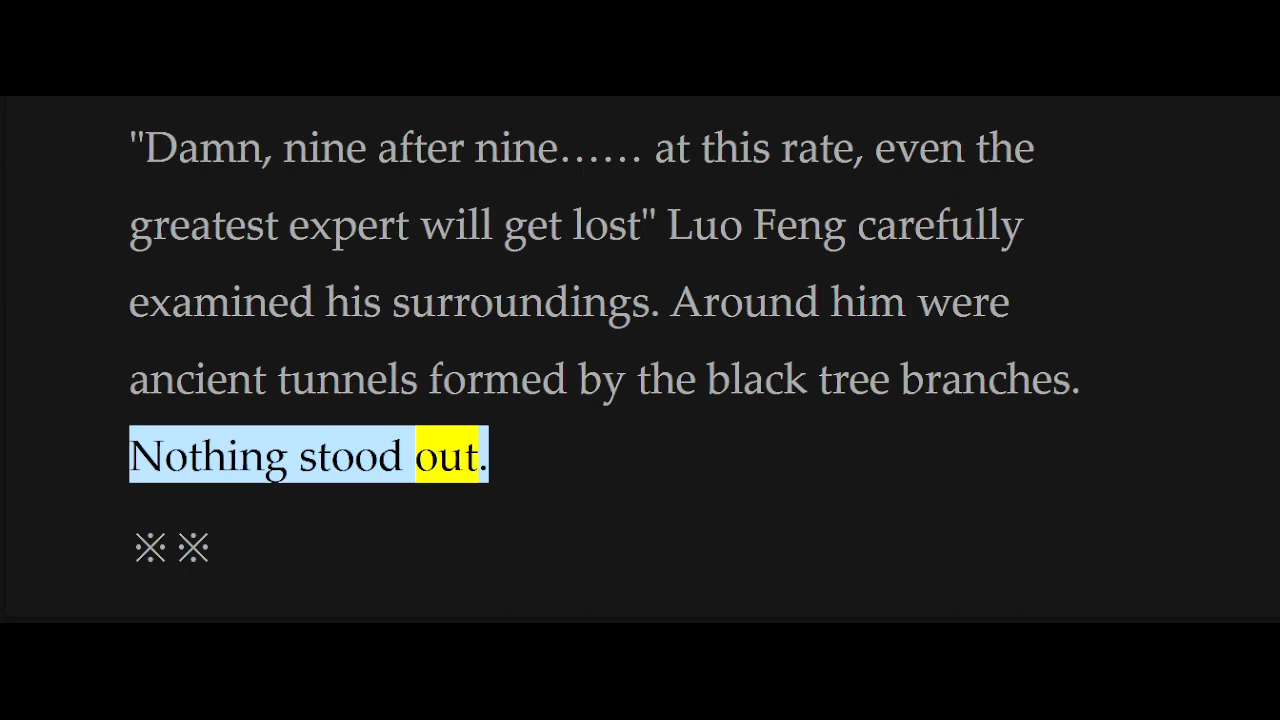 "Damn, nine after nine…… at this rate, even the
greatest expert will get lost" Luo Feng carefully
examined his surroundings. Around him were
ancient tunnels formed by the black tree branches.
Nothing stood out.
※※